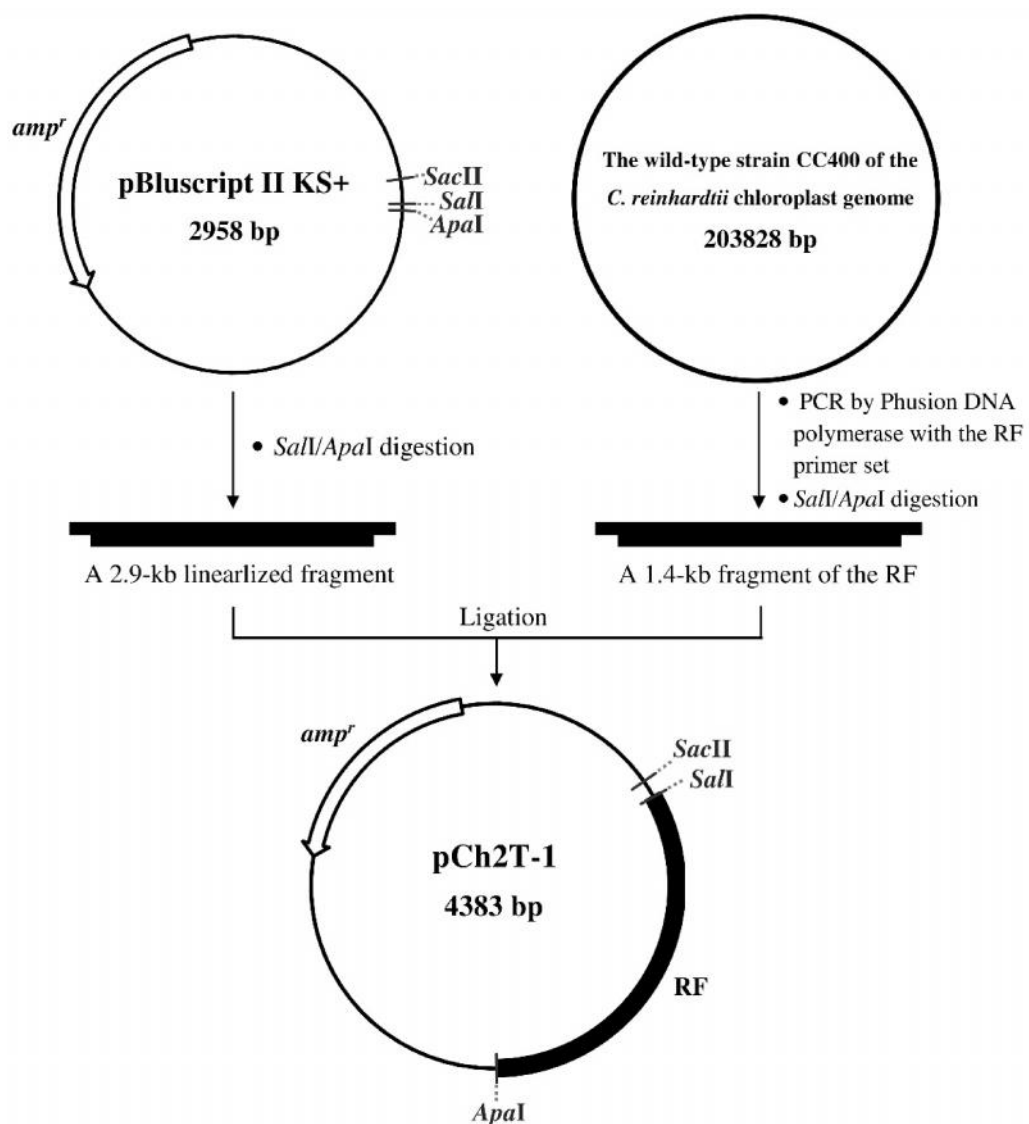 ampʳ
pBluscript II KS+
2958 bp
SacII
SalI
ApaI
The wild-type strain CC400 of the
C. reinhardtii chloroplast genome
203828 bp
• SalI/ApaI digestion
• PCR by Phusion DNA
polymerase with the RF
primer set
• SalI/ApaI digestion
A 2.9-kb linearlized fragment
A 1.4-kb fragment of the RF
Ligation
ampʳ
SacII
SalI
pCh2T-1
4383 bp
RF
ApaI